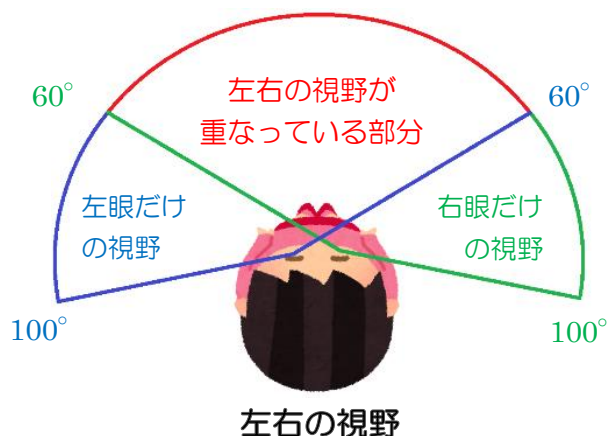 60°
左右の視野が
重なっている部分
60°
左眼だけ
の視野
右眼だけ
の視野
100°
100°
左右の視野